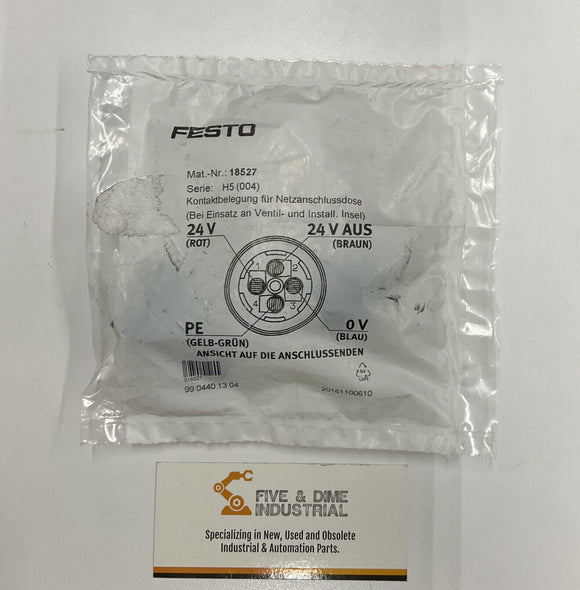 FESTO
Mat.-Nr.: 18527
Serie: H5 (004)
Kontaktbelegung für Netzanschlussdose
(Bei Einsatz an Ventil- und Install. Insel)
24 V 24 V AUS
(ROT) (BRAUN)
1 2
4 3
PE 0 V
(GELB-GRÜN) (BLAU)
ANSICHT AUF DIE ANSCHLUSSENDEN
018527
99 0440 13 04
20161100610
LDPE
FIVE & DIME
INDUSTRIAL
Specializing in New, Used and Obsolete
Industrial & Automation Parts.